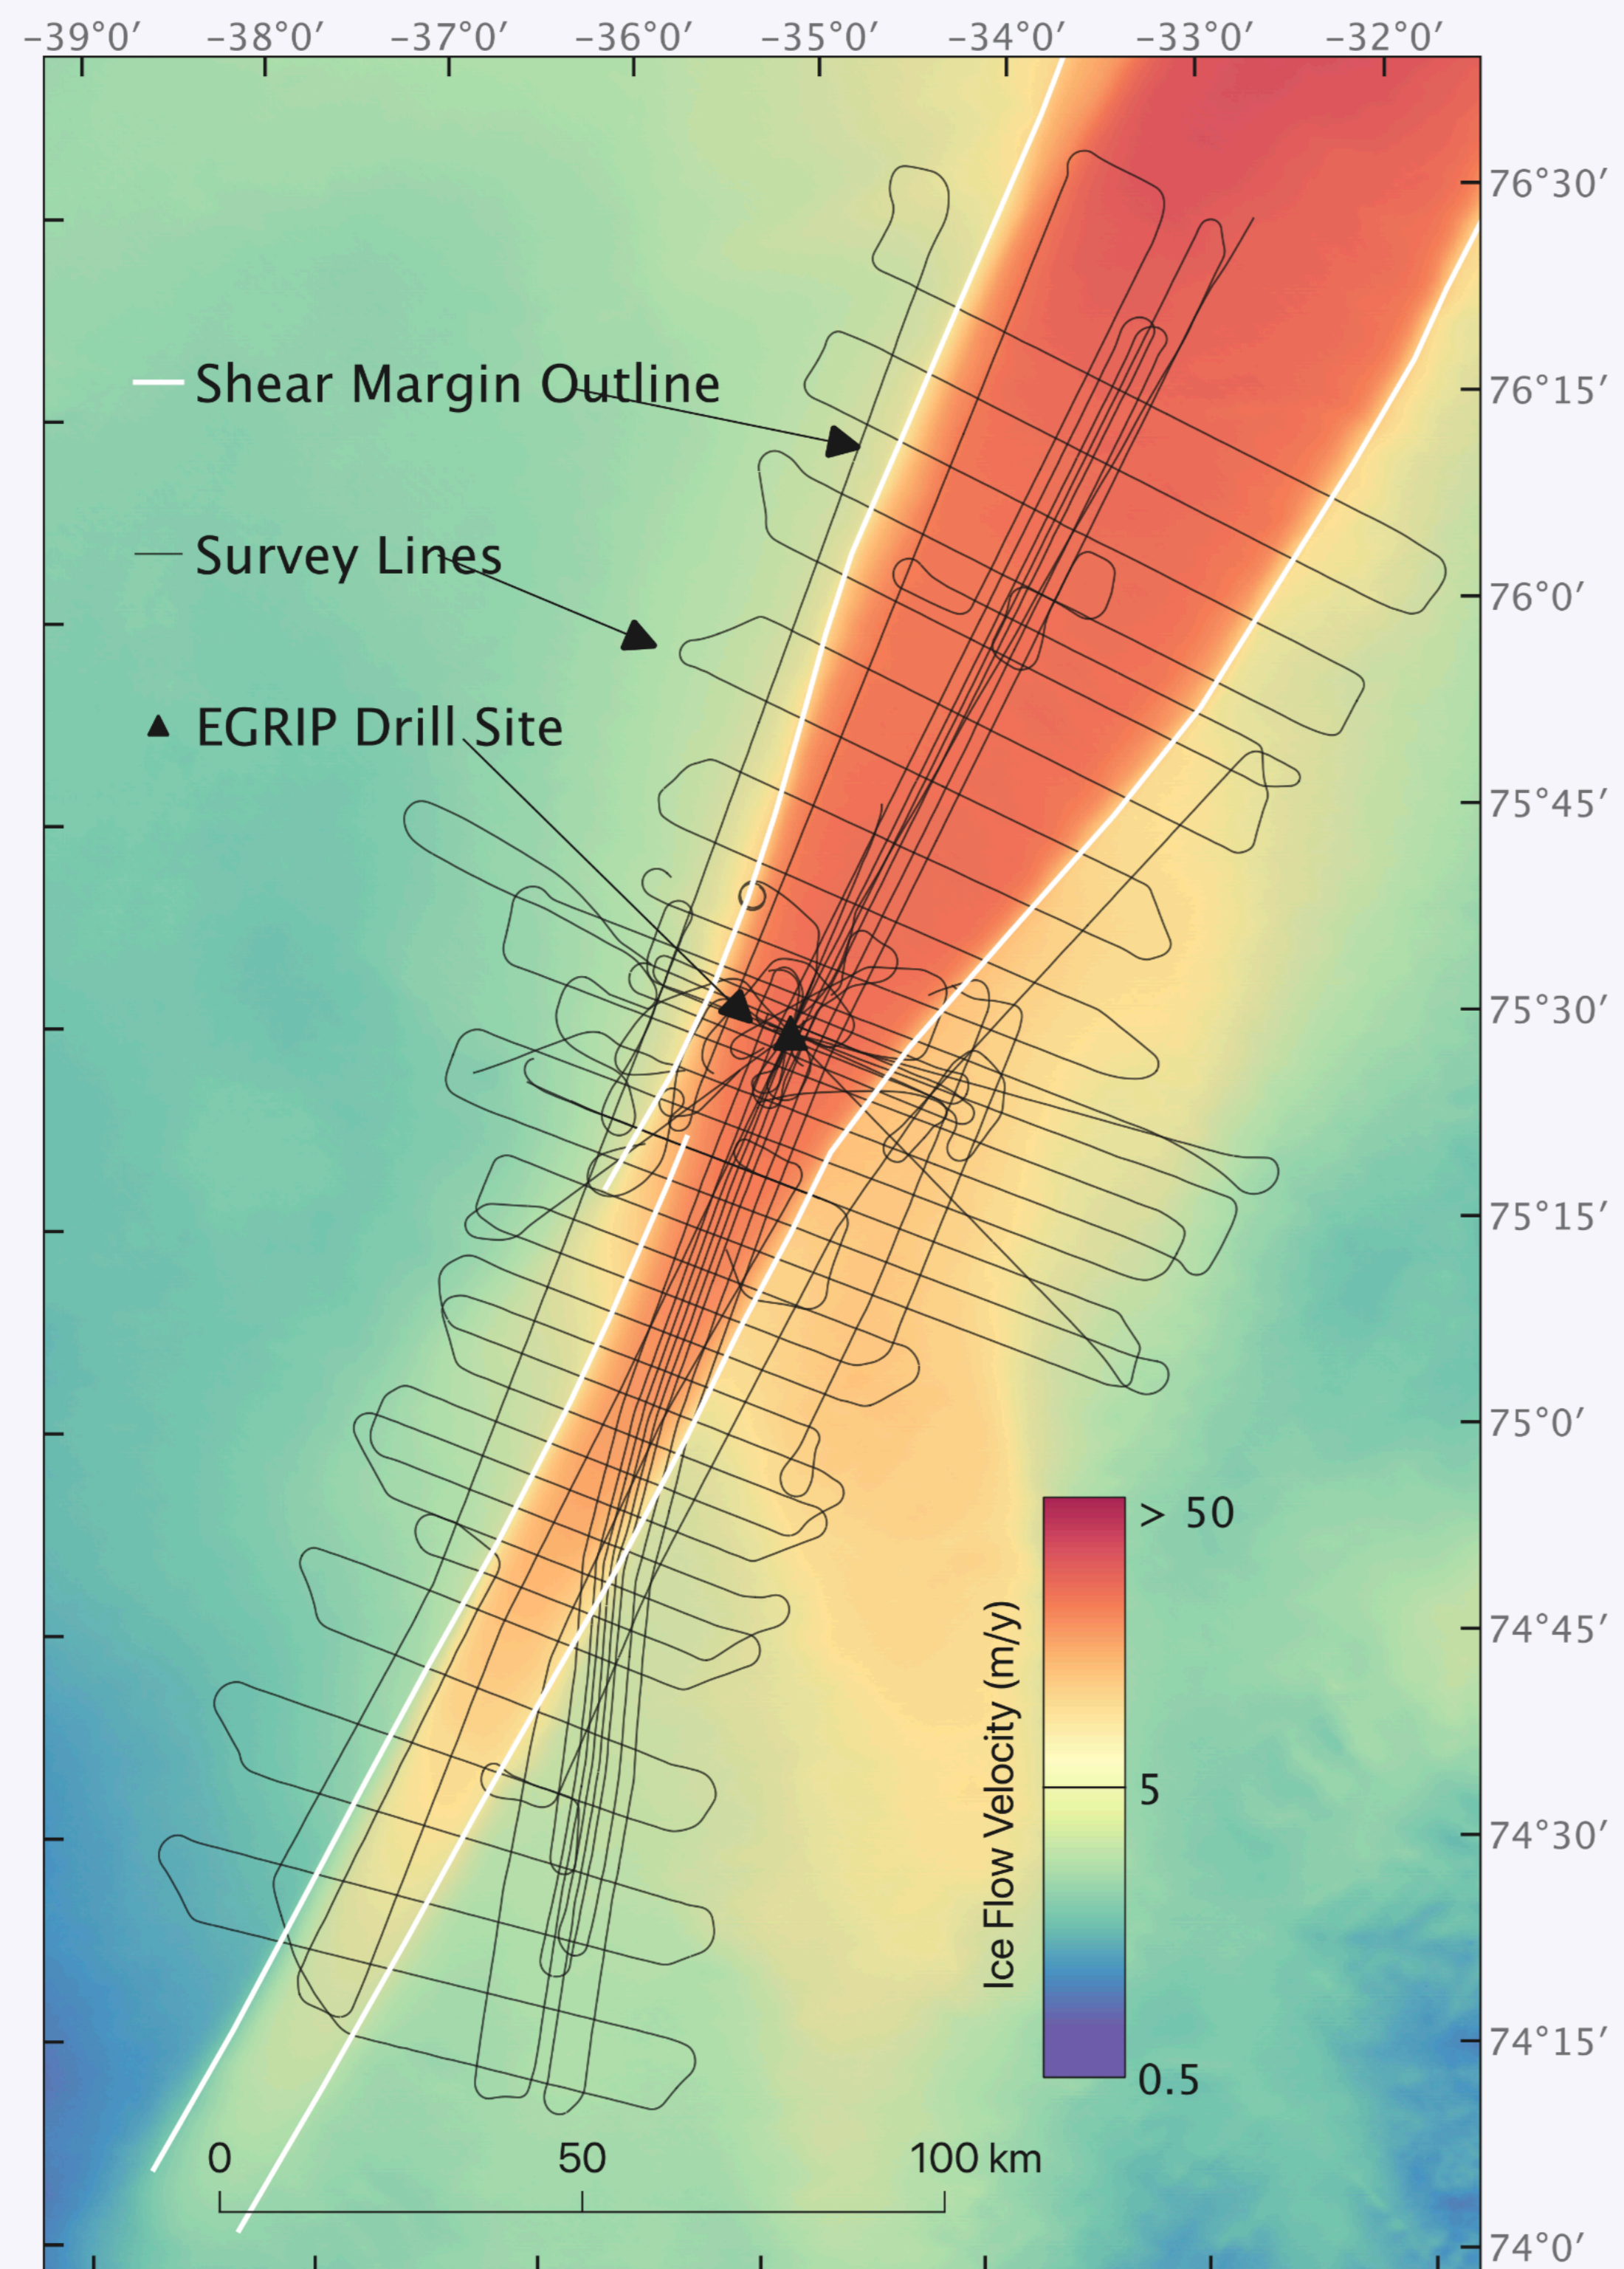 −39°0′ −38°0′ −37°0′ −36°0′ −35°0′ −34°0′ −33°0′ −32°0′
76°30′
76°15′
Shear Margin Outline
Survey Lines
76°0′
EGRIP Drill Site
75°45′
75°30′
75°15′
75°0′
> 50
74°45′
Ice Flow Velocity (m/y)
5
74°30′
74°15′
0.5
0 50 100 km
74°0′